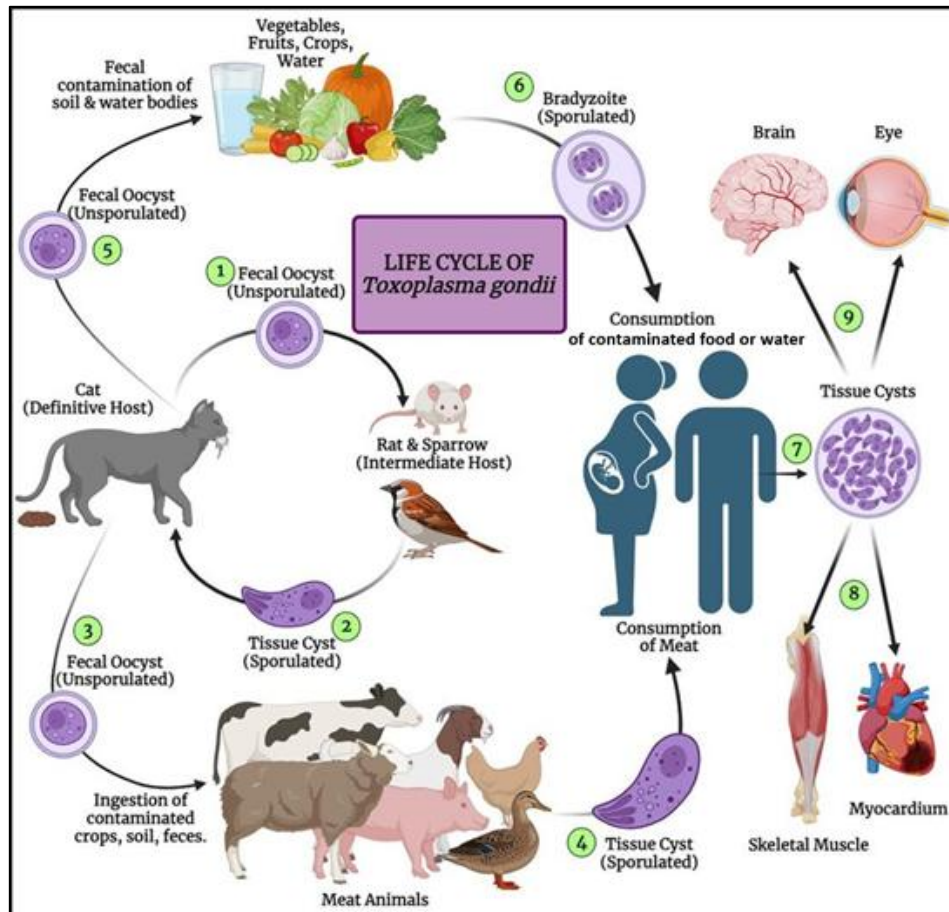 Vegetables,
Fruits, Crops,
Water
Fecal
contamination of
soil & water bodies
6
Bradyzoite
(Sporulated)
Brain
Eye
Fecal Oocyst
(Unsporulated)
5
1
Fecal Oocyst
(Unsporulated)
LIFE CYCLE OF
Toxoplasma gondii
9
Consumption
of contaminated food or water
Cat
(Definitive Host)
Rat & Sparrow
(Intermediate Host)
Tissue Cysts
7
3
Fecal Oocyst
(Unsporulated)
2
Tissue Cyst
(Sporulated)
8
Consumption
of Meat
Ingestion of
contaminated
crops, soil, feces.
4
Tissue Cyst
(Sporulated)
Meat Animals
Skeletal Muscle
Myocardium